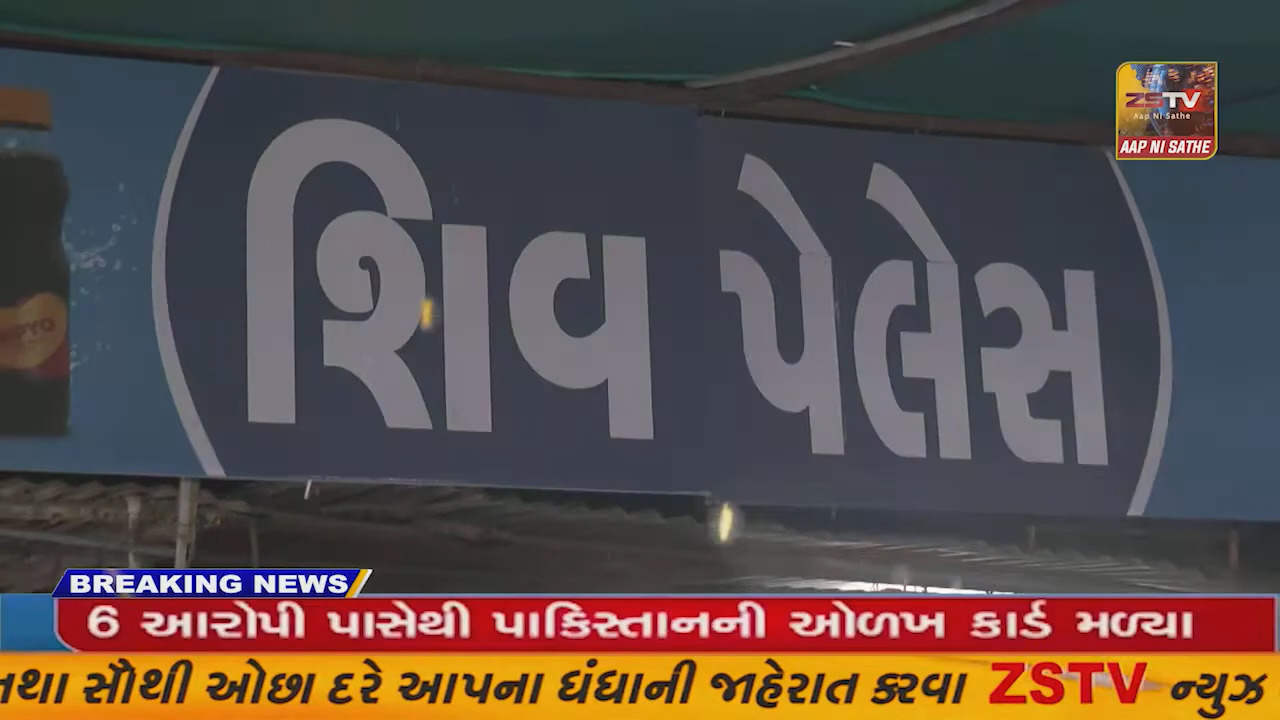 ZSTV
Aap Ni Sathe
AAP NI SATHE
શિવ પેલેસ
BREAKING NEWS
6 આરોપી પાસેથી પાકિસ્તાનની ઓળખ કાર્ડ મળ્યા
તથા સૌથી ઓછા દરે આપના ધંધાની જાહેરાત કરવા ZSTV ન્યુઝ